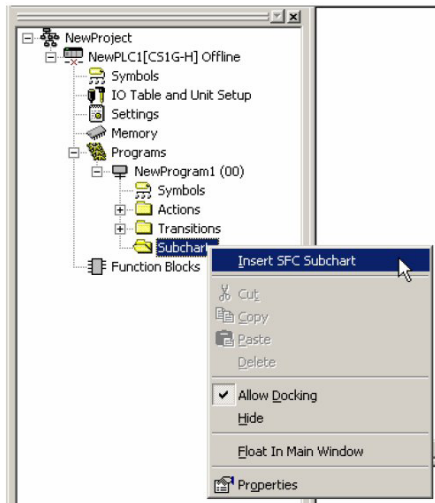 NewProject
NewPLC1[CS1G-H] Offline
Symbols
IO Table and Unit Setup
Settings
Memory
Programs
NewProgram1 (00)
Symbols
Actions
Transitions
Subchart
Function Blocks
Insert SFC Subchart
Cut
Copy
Paste
Delete
Allow Docking
Hide
Float In Main Window
Properties